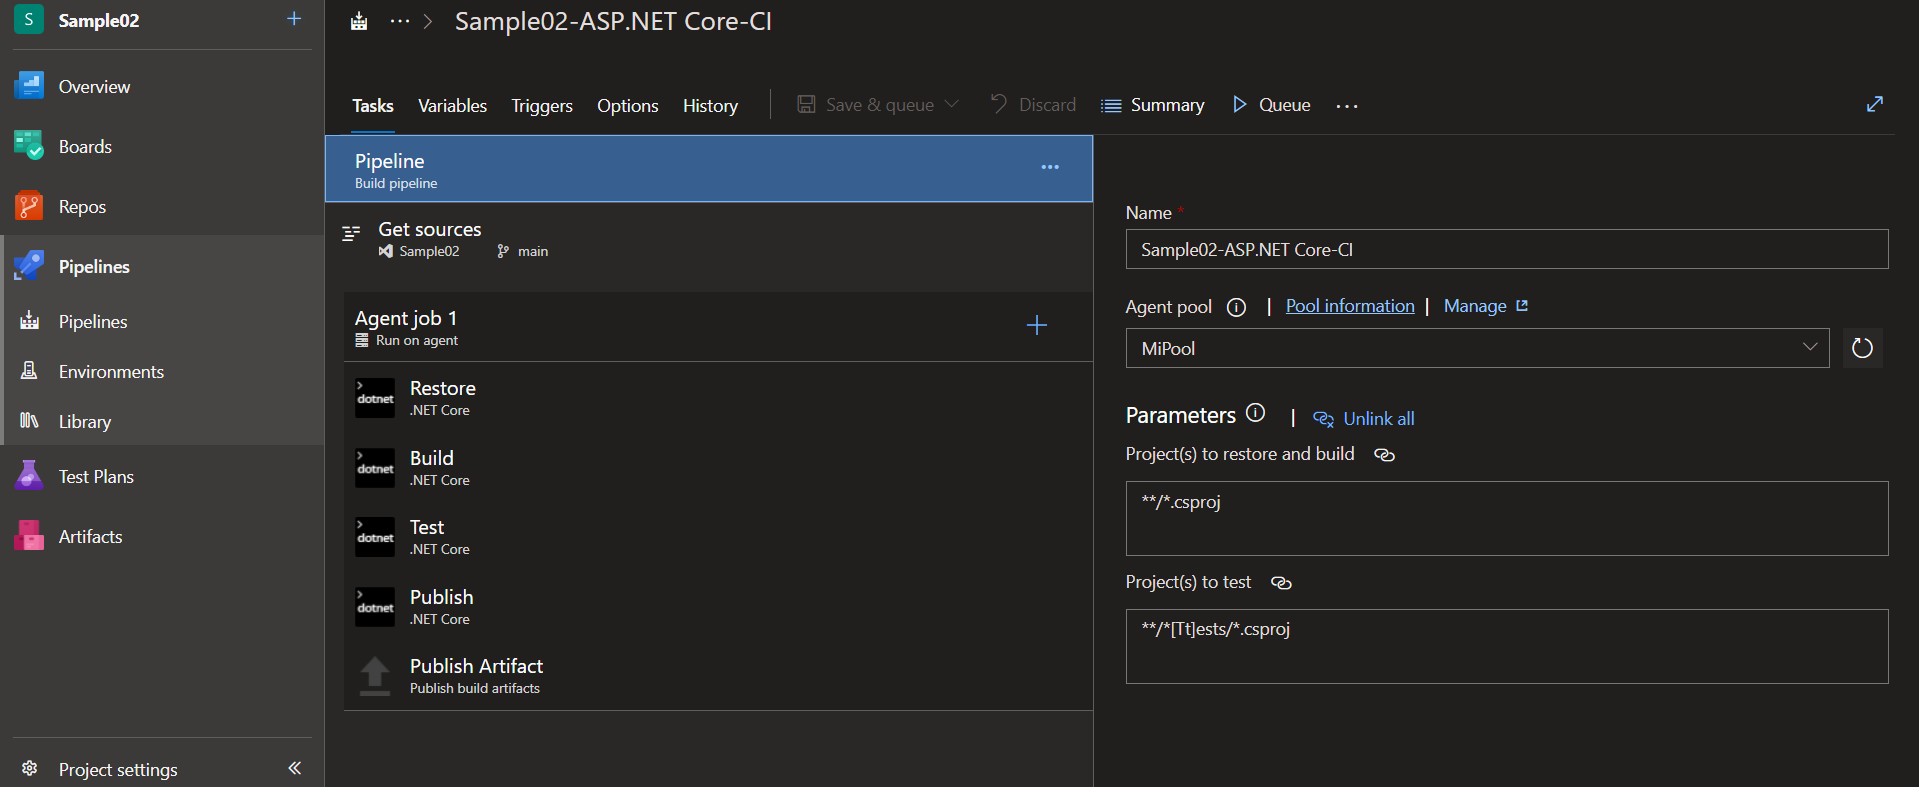 S Sample02
Overview
Boards
Repos
Pipelines
Pipelines
Environments
Library
Test Plans
Artifacts
Project settings
Sample02-ASP.NET Core-CI
Tasks Variables Triggers Options History Save & queue Discard Summary Queue
Pipeline
Build pipeline
Get sources
Sample02 main
Agent job 1
Run on agent
dotnet Restore
.NET Core
dotnet Build
.NET Core
dotnet Test
.NET Core
dotnet Publish
.NET Core
Publish Artifact
Publish build artifacts
Name *
Sample02-ASP.NET Core-CI
Agent pool | Pool information | Manage
MiPool
Parameters | Unlink all
Project(s) to restore and build
**/*.csproj
Project(s) to test
**/*[Tt]ests/*.csproj